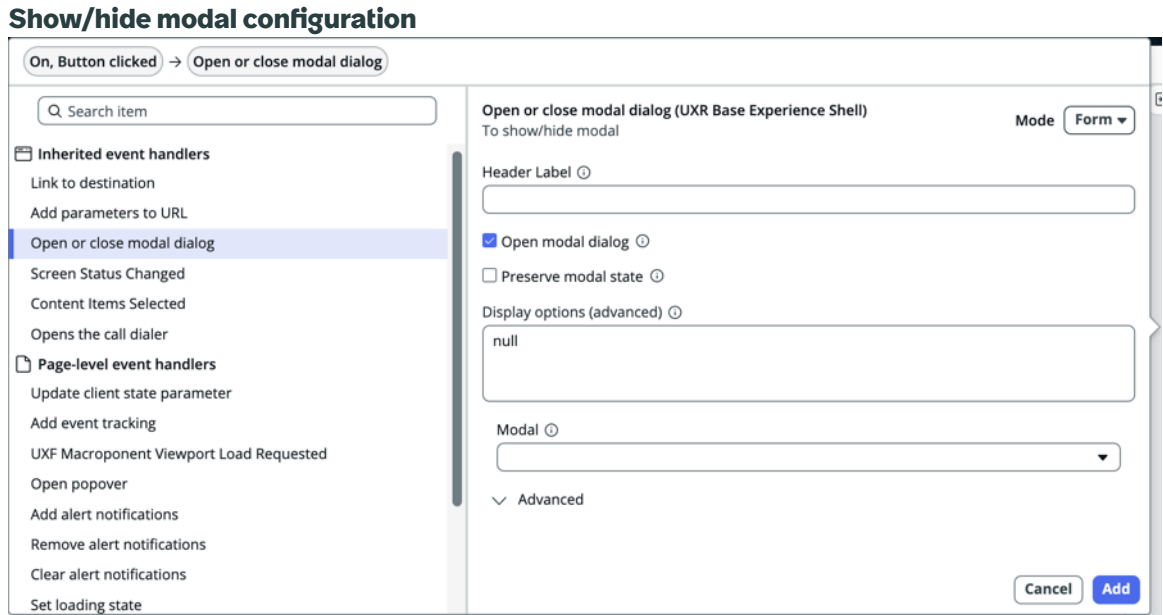 Show/hide modal configuration
On, Button clicked → Open or close modal dialog
Search item
Inherited event handlers
Link to destination
Add parameters to URL
Open or close modal dialog
Screen Status Changed
Content Items Selected
Opens the call dialer
Page-level event handlers
Update client state parameter
Add event tracking
UXF Macroponent Viewport Load Requested
Open popover
Add alert notifications
Remove alert notifications
Clear alert notifications
Set loading state
Open or close modal dialog (UXR Base Experience Shell)
To show/hide modal
Mode Form
Header Label
Open modal dialog
Preserve modal state
Display options (advanced)
null
Modal
Advanced
Cancel Add